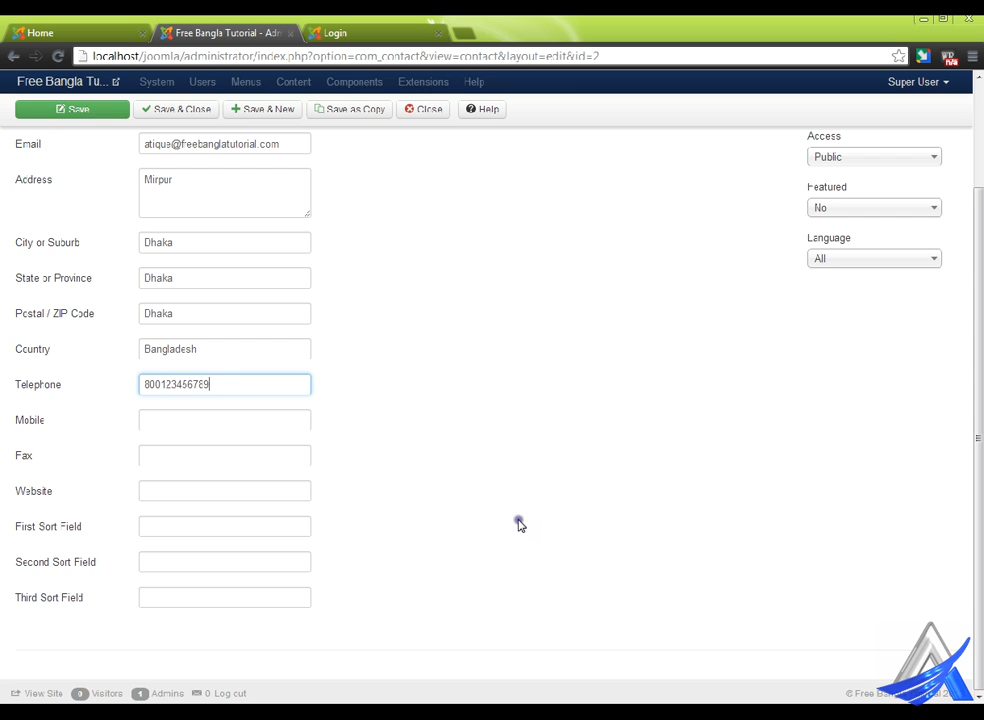 Home
Free Bangla Tutorial - Adm
Login
localhost/joomla/administrator/index.php?option=com_contact&view=contact&layout=edit&id=2
Free Bangla Tu... System Users Menus Content Components Extensions Help Super User
Save Save & Close Save & New Save as Copy Close Help
Email atique@freebanglatutorial.com
Access
Public
Address Mirpur
Featured
No
City or Suburb Dhaka
Language
All
State or Province Dhaka
Postal / ZIP Code Dhaka
Country Bangladesh
Telephone 800123456789
Mobile
Fax
Website
First Sort Field
Second Sort Field
Third Sort Field
View Site 0 Visitors 1 Admins 0 Log out
© Free